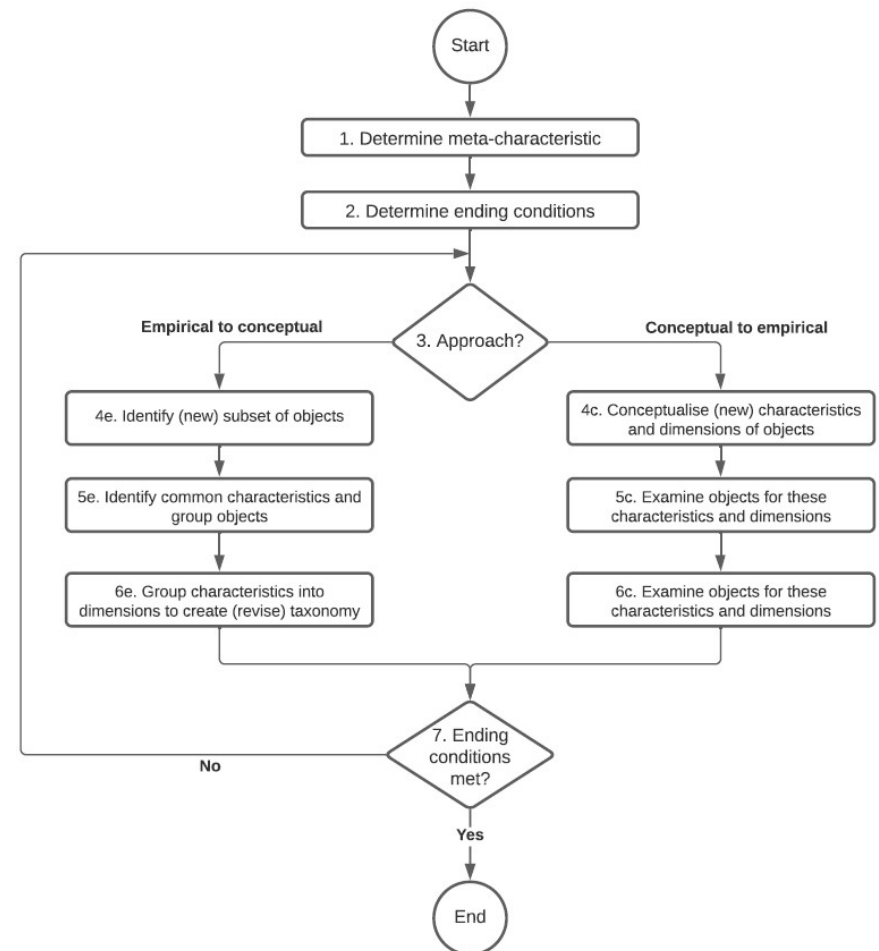 Start
1. Determine meta-characteristic
2. Determine ending conditions
3. Approach?
Empirical to conceptual
4e. Identify (new) subset of objects
5e. Identify common characteristics and
group objects
6e. Group characteristics into
dimensions to create (revise) taxonomy
Conceptual to empirical
4c. Conceptualise (new) characteristics
and dimensions of objects
5c. Examine objects for these
characteristics and dimensions
6c. Examine objects for these
characteristics and dimensions
7. Ending
conditions
met?
No
Yes
End